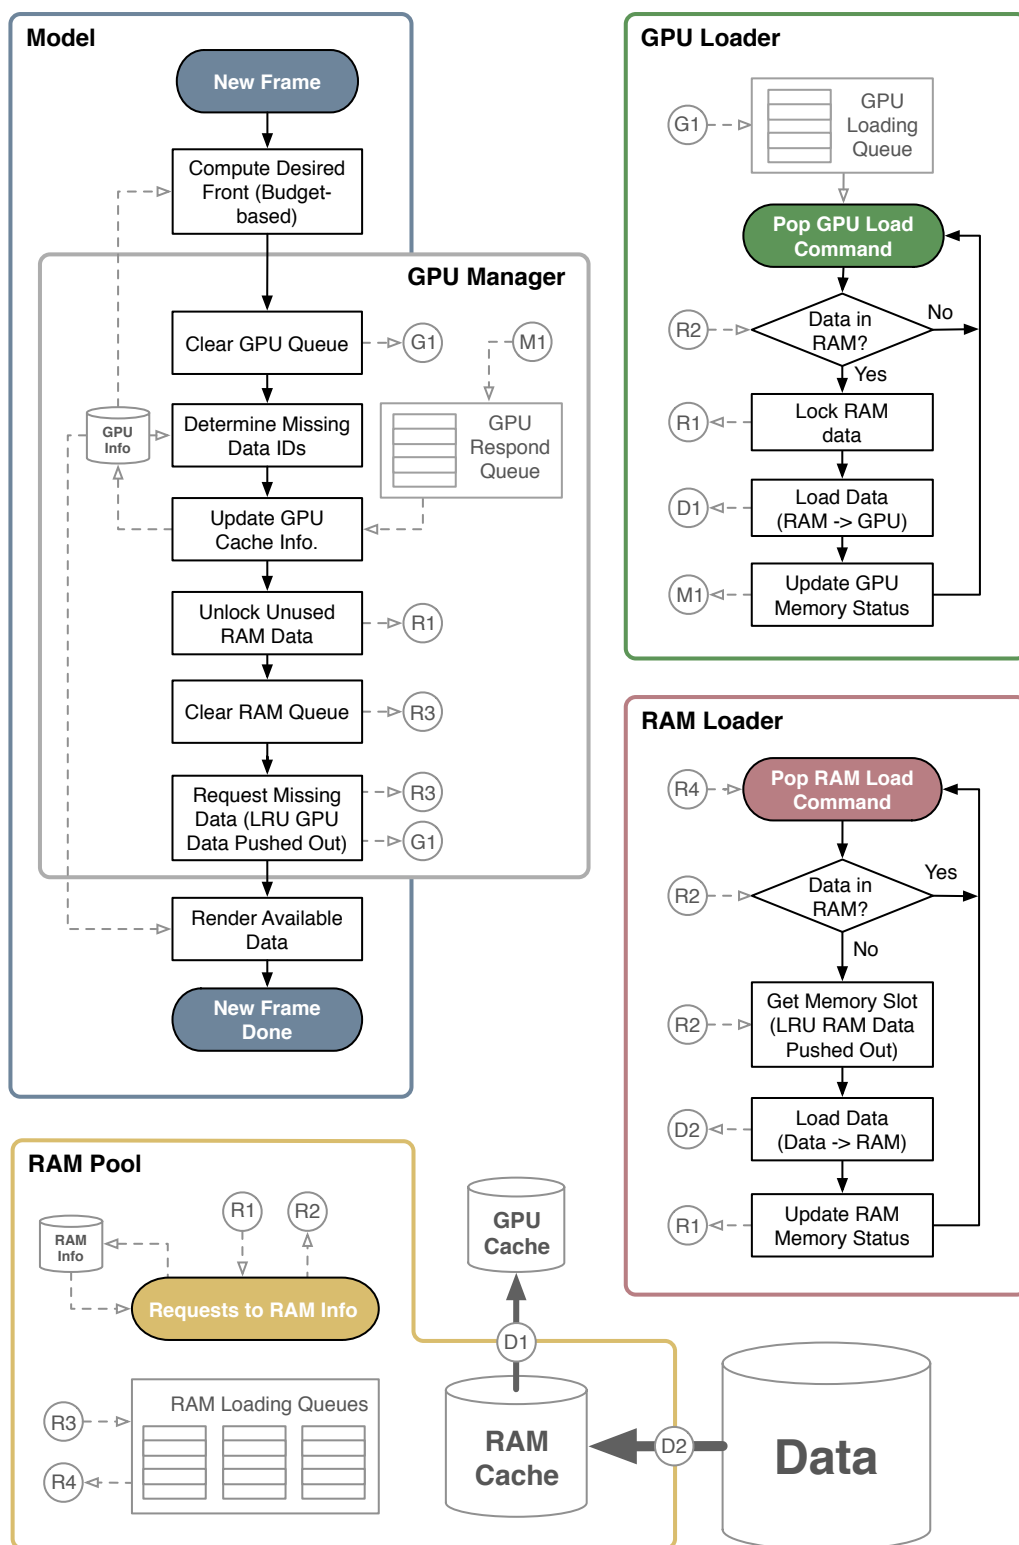 Model
New Frame
Compute Desired
Front (Budget-
based)
GPU Manager
Clear GPU Queue
G1
M1
GPU
Info
Determine Missing
Data IDs
GPU
Respond
Queue
Update GPU
Cache Info.
Unlock Unused
RAM Data
R1
Clear RAM Queue
R3
Request Missing
Data (LRU GPU
Data Pushed Out)
R3
G1
Render Available
Data
New Frame
Done
GPU Loader
G1
GPU
Loading
Queue
Pop GPU Load
Command
R2
Data in
RAM?
No
Yes
R1
Lock RAM
data
D1
Load Data
(RAM -> GPU)
M1
Update GPU
Memory Status
RAM Loader
R4
Pop RAM Load
Command
R2
Data in
RAM?
Yes
No
R2
Get Memory Slot
(LRU RAM Data
Pushed Out)
D2
Load Data
(Data -> RAM)
R1
Update RAM
Memory Status
RAM Pool
R1
R2
RAM
Info
Requests to RAM Info
R3
R4
RAM Loading Queues
GPU
Cache
D1
RAM
Cache
D2
Data